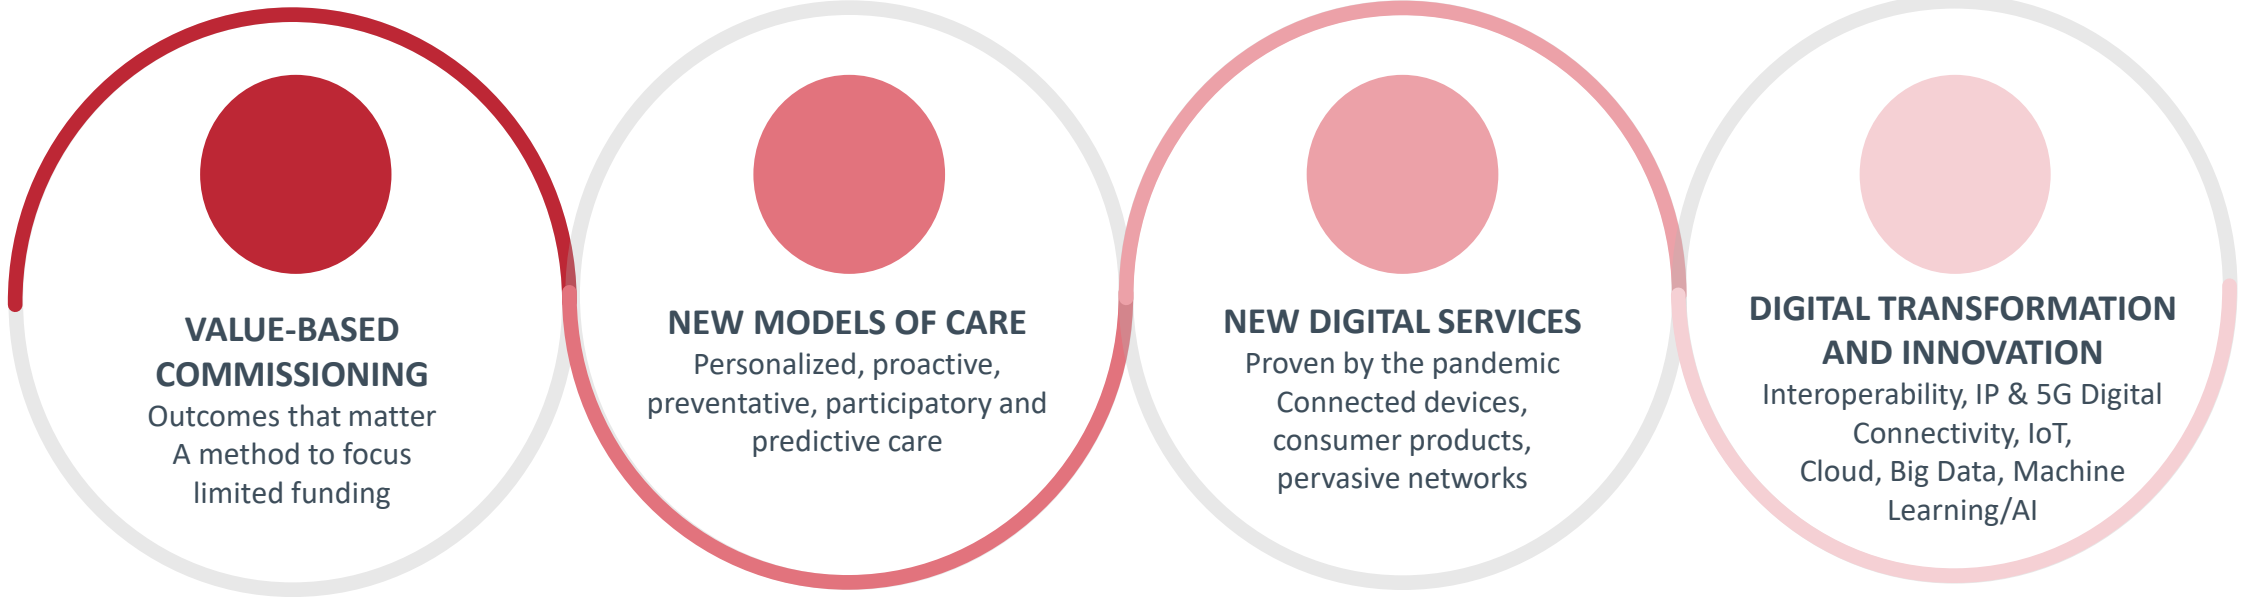 VALUE-BASED
COMMISSIONING
Outcomes that matter
A method to focus
limited funding
NEW MODELS OF CARE
Personalized, proactive,
preventative, participatory and
predictive care
NEW DIGITAL SERVICES
Proven by the pandemic
Connected devices,
consumer products,
pervasive networks
DIGITAL TRANSFORMATION
AND INNOVATION
Interoperability, IP & 5G Digital
Connectivity, IoT,
Cloud, Big Data, Machine
Learning/AI